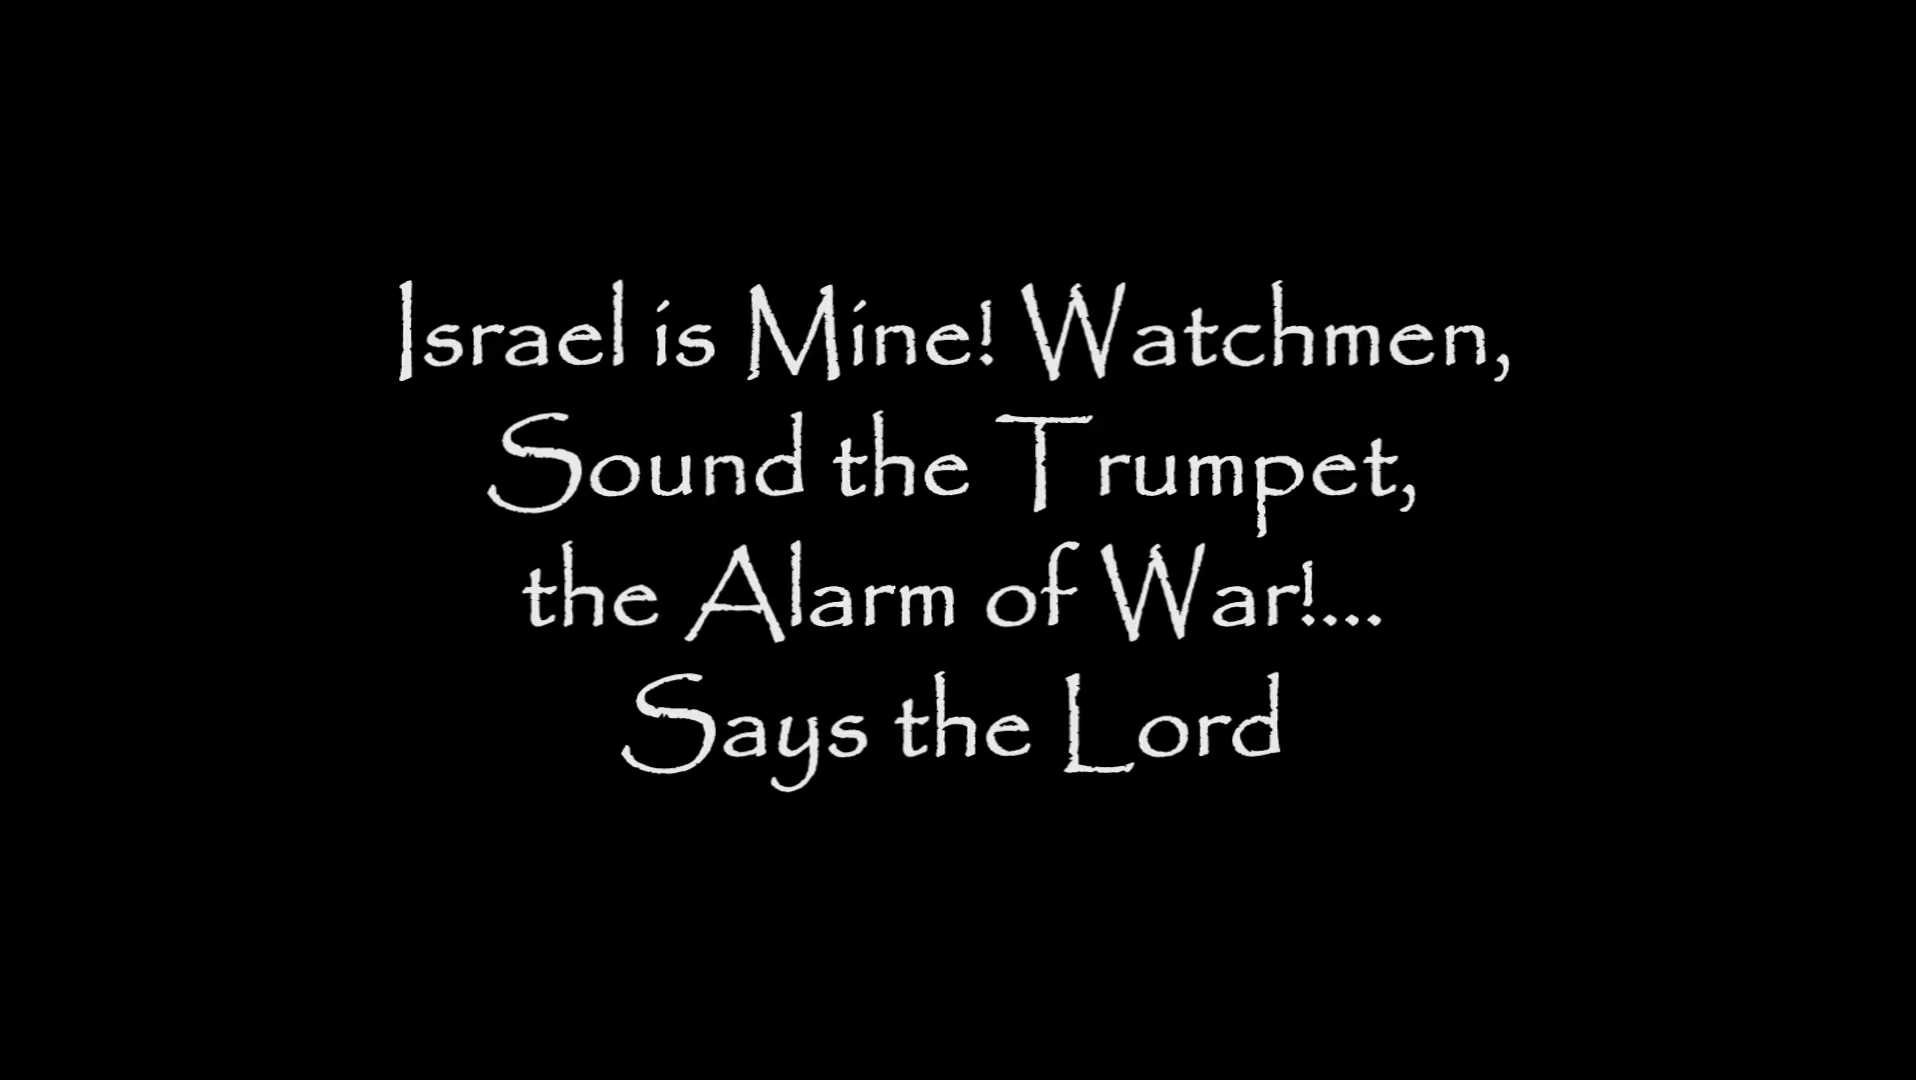 Israel is Mine! Watchmen,
Sound the Trumpet,
the Alarm of War!...
Says the Lord